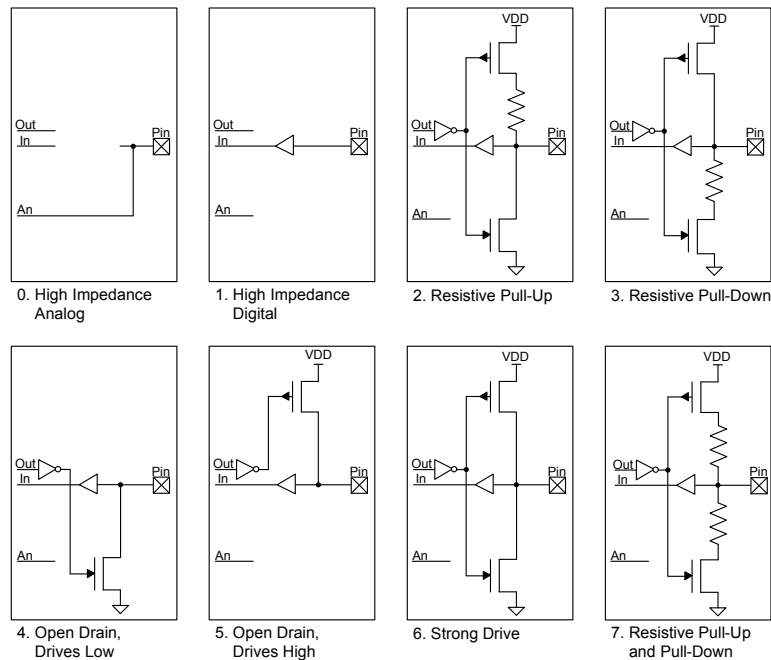 VDD
VDD
Out
In
Pin
An
Out
In
Pin
An
Out
In
Pin
An
Out
In
Pin
An
0. High Impedance
Analog
1. High Impedance
Digital
2. Resistive Pull-Up
3. Resistive Pull-Down
VDD
VDD
VDD
Out
In
Pin
An
Out
In
Pin
An
Out
In
Pin
An
Out
In
Pin
An
4. Open Drain,
Drives Low
5. Open Drain,
Drives High
6. Strong Drive
7. Resistive Pull-Up
and Pull-Down